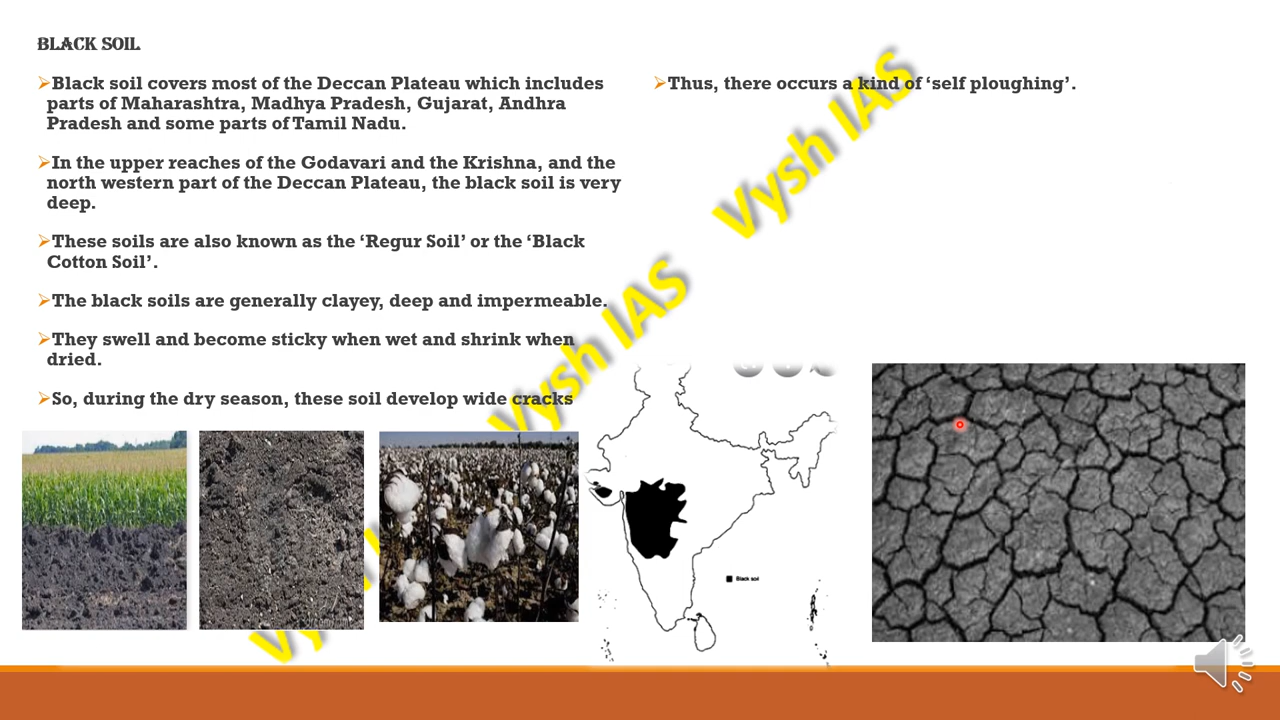 BLACK SOIL
➢Black soil covers most of the Deccan Plateau which includes
parts of Maharashtra, Madhya Pradesh, Gujarat, Andhra
Pradesh and some parts of Tamil Nadu.
➢In the upper reaches of the Godavari and the Krishna, and the
north western part of the Deccan Plateau, the black soil is very
deep.
➢These soils are also known as the ‘Regur Soil’ or the ‘Black
Cotton Soil’.
➢The black soils are generally clayey, deep and impermeable.
➢They swell and become sticky when wet and shrink when
dried.
➢So, during the dry season, these soil develop wide cracks
➢Thus, there occurs a kind of ‘self ploughing’.
Vysh IAS
Vysh IAS
Black soil